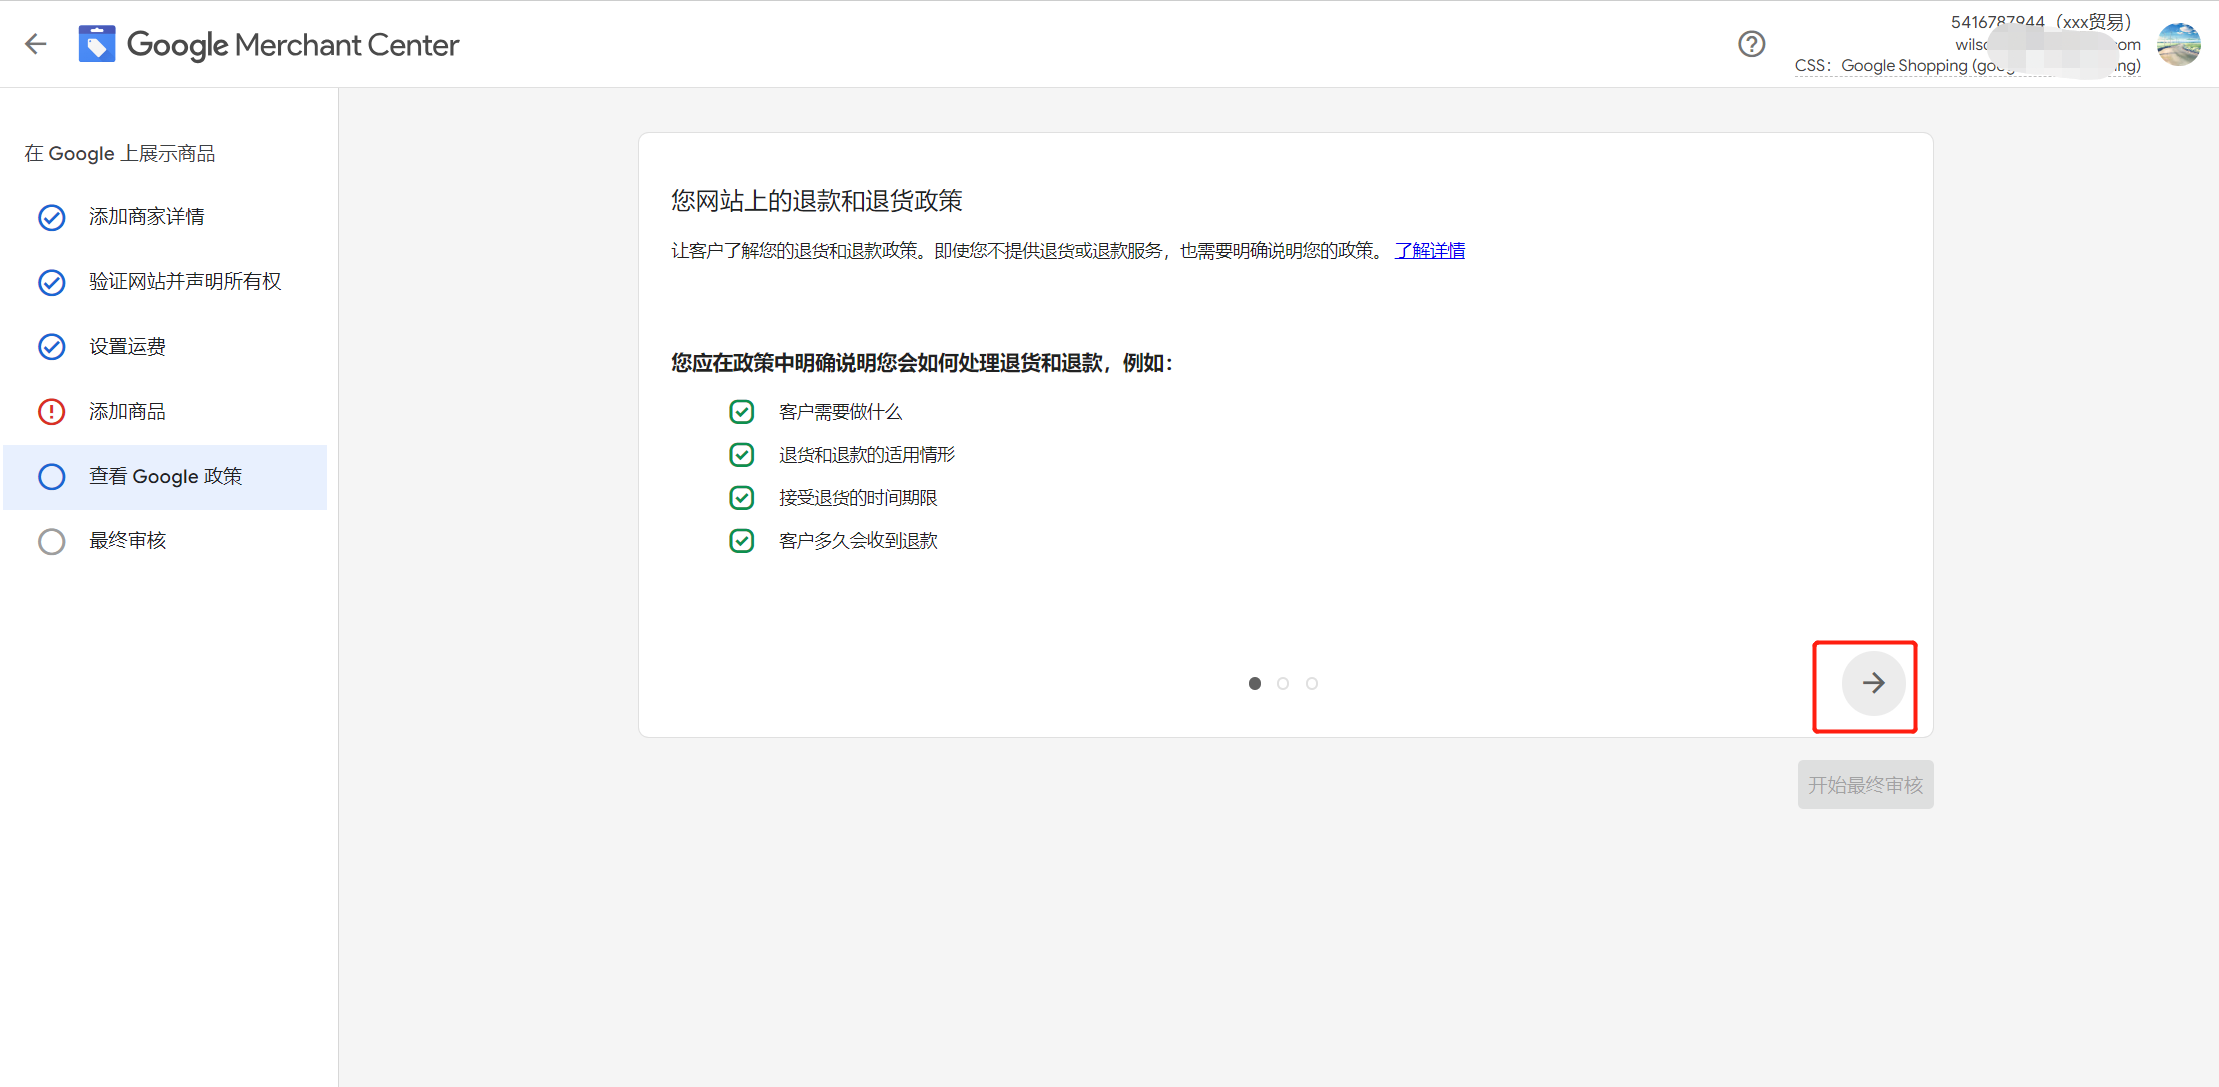 Google Merchant Center
5416787944（xxx贸易）
CSS：Google Shopping
在 Google 上展示商品
添加商家详情
验证网站并声明所有权
设置运费
添加商品
查看 Google 政策
最终审核
您网站上的退款和退货政策
让客户了解您的退货和退款政策。即使您不提供退货或退款服务，也需要明确说明您的政策。 了解详情
您应在政策中明确说明您会如何处理退货和退款，例如：
客户需要做什么
退货和退款的适用情形
接受退货的时间期限
客户多久会收到退款
开始最终审核